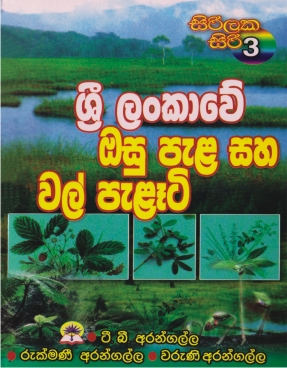 සිරිලක
සිරි 3
ශ්‍රී ලංකාවේ
ඔසු පැළ සහ
වල් පැළෑටි
• ටී බී අරන්ගල්ල
• රුක්මණී අරන්ගල්ල • වරුණි අරන්ගල්ල